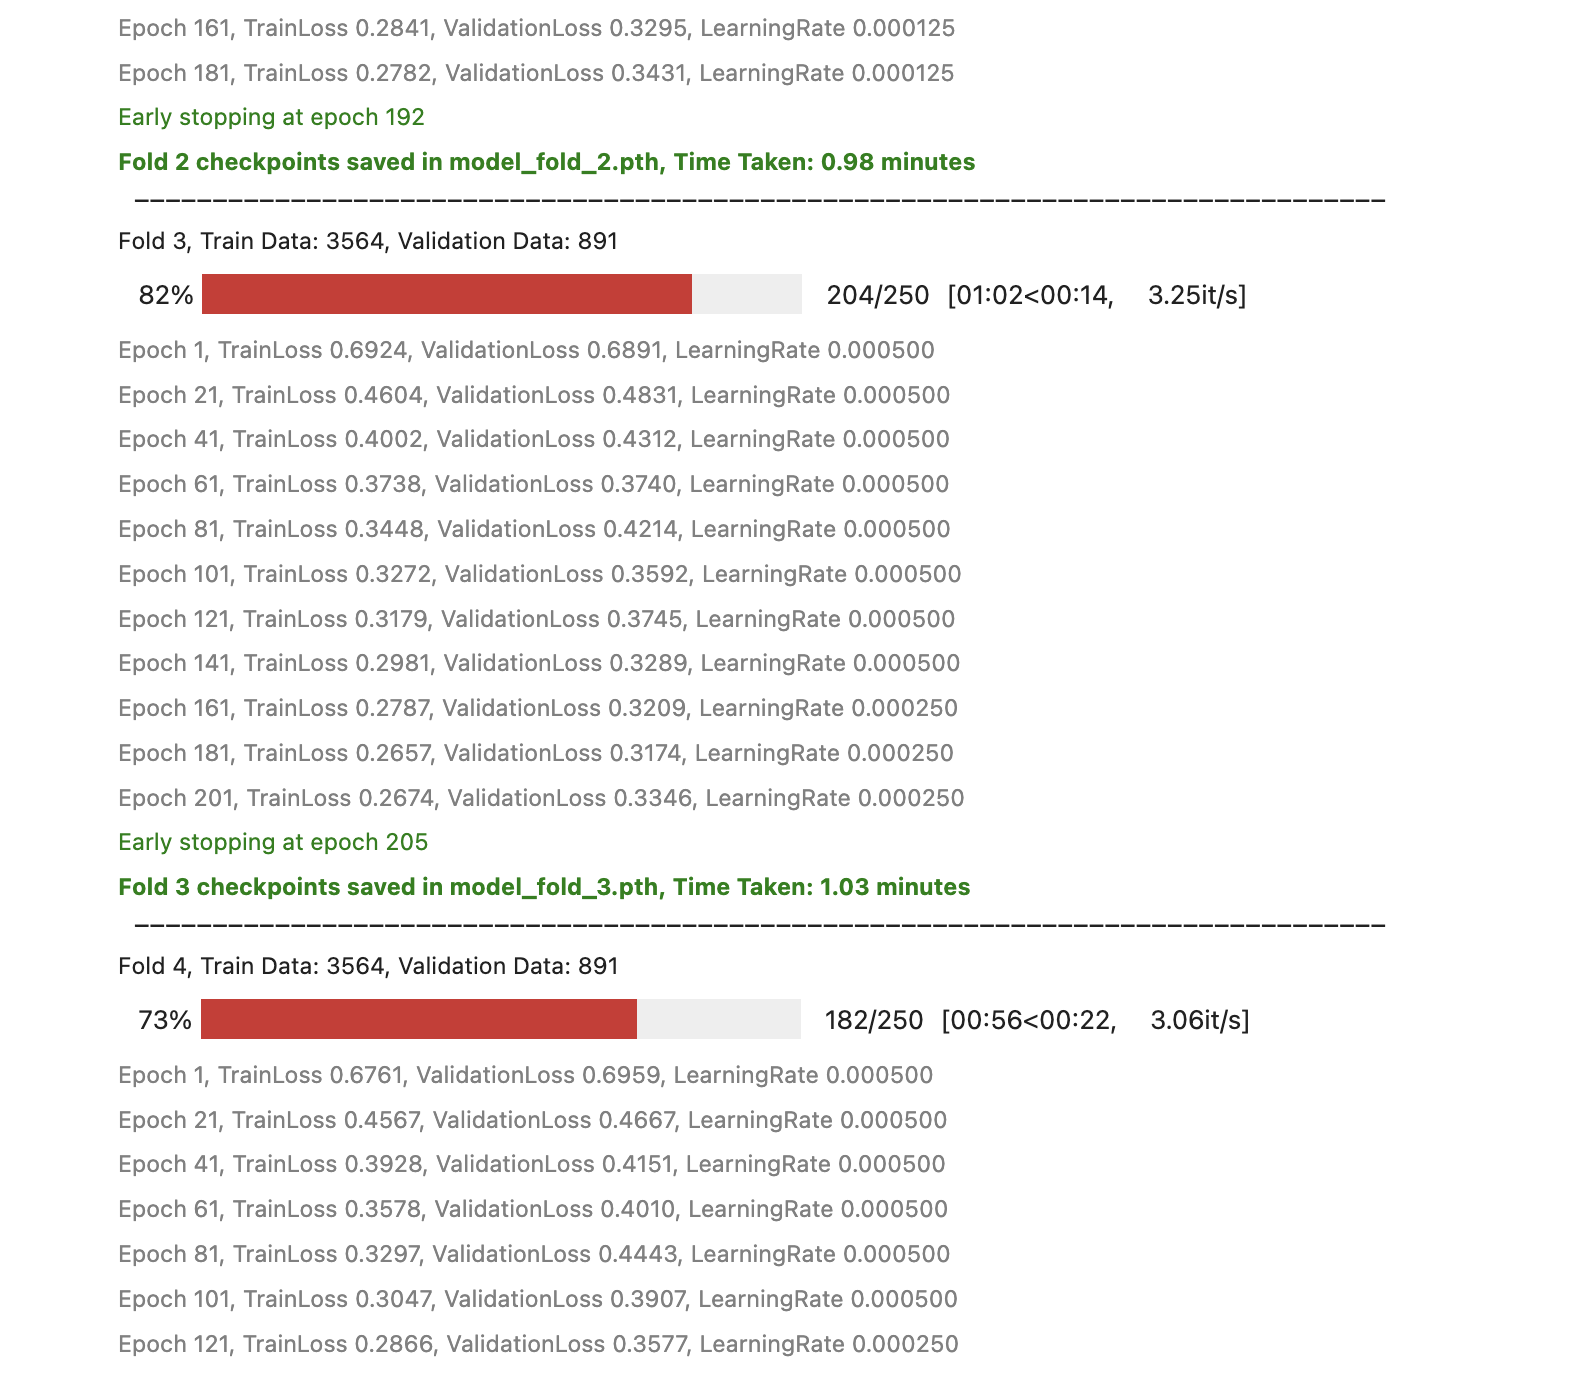 Epoch 161, TrainLoss 0.2841, ValidationLoss 0.3295, LearningRate 0.000125
Epoch 181, TrainLoss 0.2782, ValidationLoss 0.3431, LearningRate 0.000125
Early stopping at epoch 192
Fold 2 checkpoints saved in model_fold_2.pth, Time Taken: 0.98 minutes
--------------------------------------------------------------------------------
Fold 3, Train Data: 3564, Validation Data: 891
82% 204/250 [01:02<00:14, 3.25it/s]
Epoch 1, TrainLoss 0.6924, ValidationLoss 0.6891, LearningRate 0.000500
Epoch 21, TrainLoss 0.4604, ValidationLoss 0.4831, LearningRate 0.000500
Epoch 41, TrainLoss 0.4002, ValidationLoss 0.4312, LearningRate 0.000500
Epoch 61, TrainLoss 0.3738, ValidationLoss 0.3740, LearningRate 0.000500
Epoch 81, TrainLoss 0.3448, ValidationLoss 0.4214, LearningRate 0.000500
Epoch 101, TrainLoss 0.3272, ValidationLoss 0.3592, LearningRate 0.000500
Epoch 121, TrainLoss 0.3179, ValidationLoss 0.3745, LearningRate 0.000500
Epoch 141, TrainLoss 0.2981, ValidationLoss 0.3289, LearningRate 0.000500
Epoch 161, TrainLoss 0.2787, ValidationLoss 0.3209, LearningRate 0.000250
Epoch 181, TrainLoss 0.2657, ValidationLoss 0.3174, LearningRate 0.000250
Epoch 201, TrainLoss 0.2674, ValidationLoss 0.3346, LearningRate 0.000250
Early stopping at epoch 205
Fold 3 checkpoints saved in model_fold_3.pth, Time Taken: 1.03 minutes
--------------------------------------------------------------------------------
Fold 4, Train Data: 3564, Validation Data: 891
73% 182/250 [00:56<00:22, 3.06it/s]
Epoch 1, TrainLoss 0.6761, ValidationLoss 0.6959, LearningRate 0.000500
Epoch 21, TrainLoss 0.4567, ValidationLoss 0.4667, LearningRate 0.000500
Epoch 41, TrainLoss 0.3928, ValidationLoss 0.4151, LearningRate 0.000500
Epoch 61, TrainLoss 0.3578, ValidationLoss 0.4010, LearningRate 0.000500
Epoch 81, TrainLoss 0.3297, ValidationLoss 0.4443, LearningRate 0.000500
Epoch 101, TrainLoss 0.3047, ValidationLoss 0.3907, LearningRate 0.000500
Epoch 121, TrainLoss 0.2866, ValidationLoss 0.3577, LearningRate 0.000250